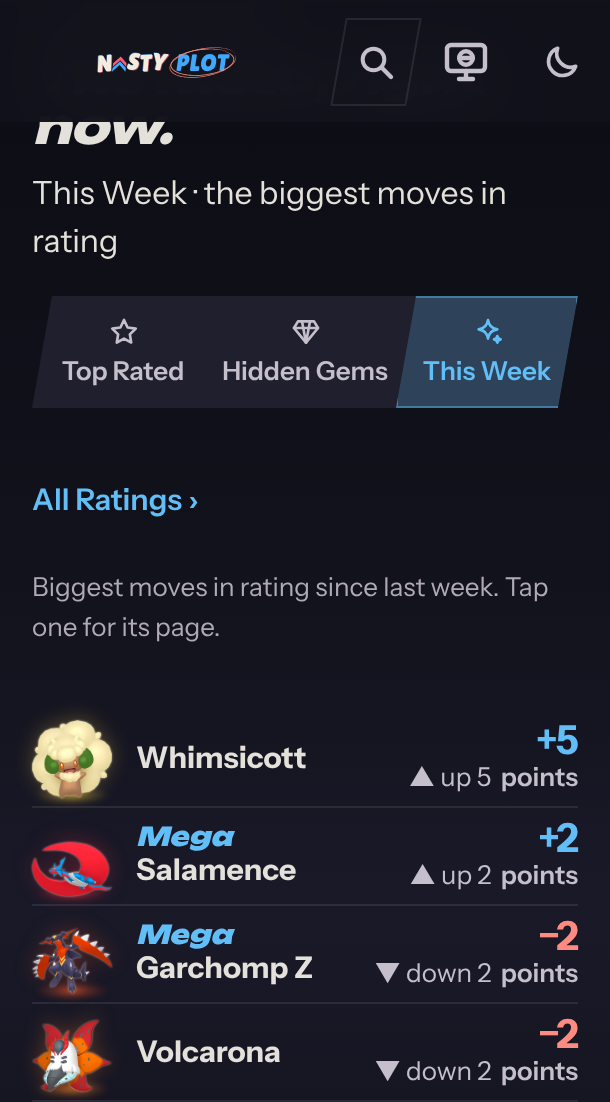 NASTY PLOT
now.
This Week · the biggest moves in
rating
Top Rated
Hidden Gems
This Week
All Ratings ›
Biggest moves in rating since last week. Tap
one for its page.
Whimsicott
+5
▲ up 5 points
Mega
Salamence
+2
▲ up 2 points
Mega
Garchomp Z
−2
▼ down 2 points
Volcarona
−2
▼ down 2 points